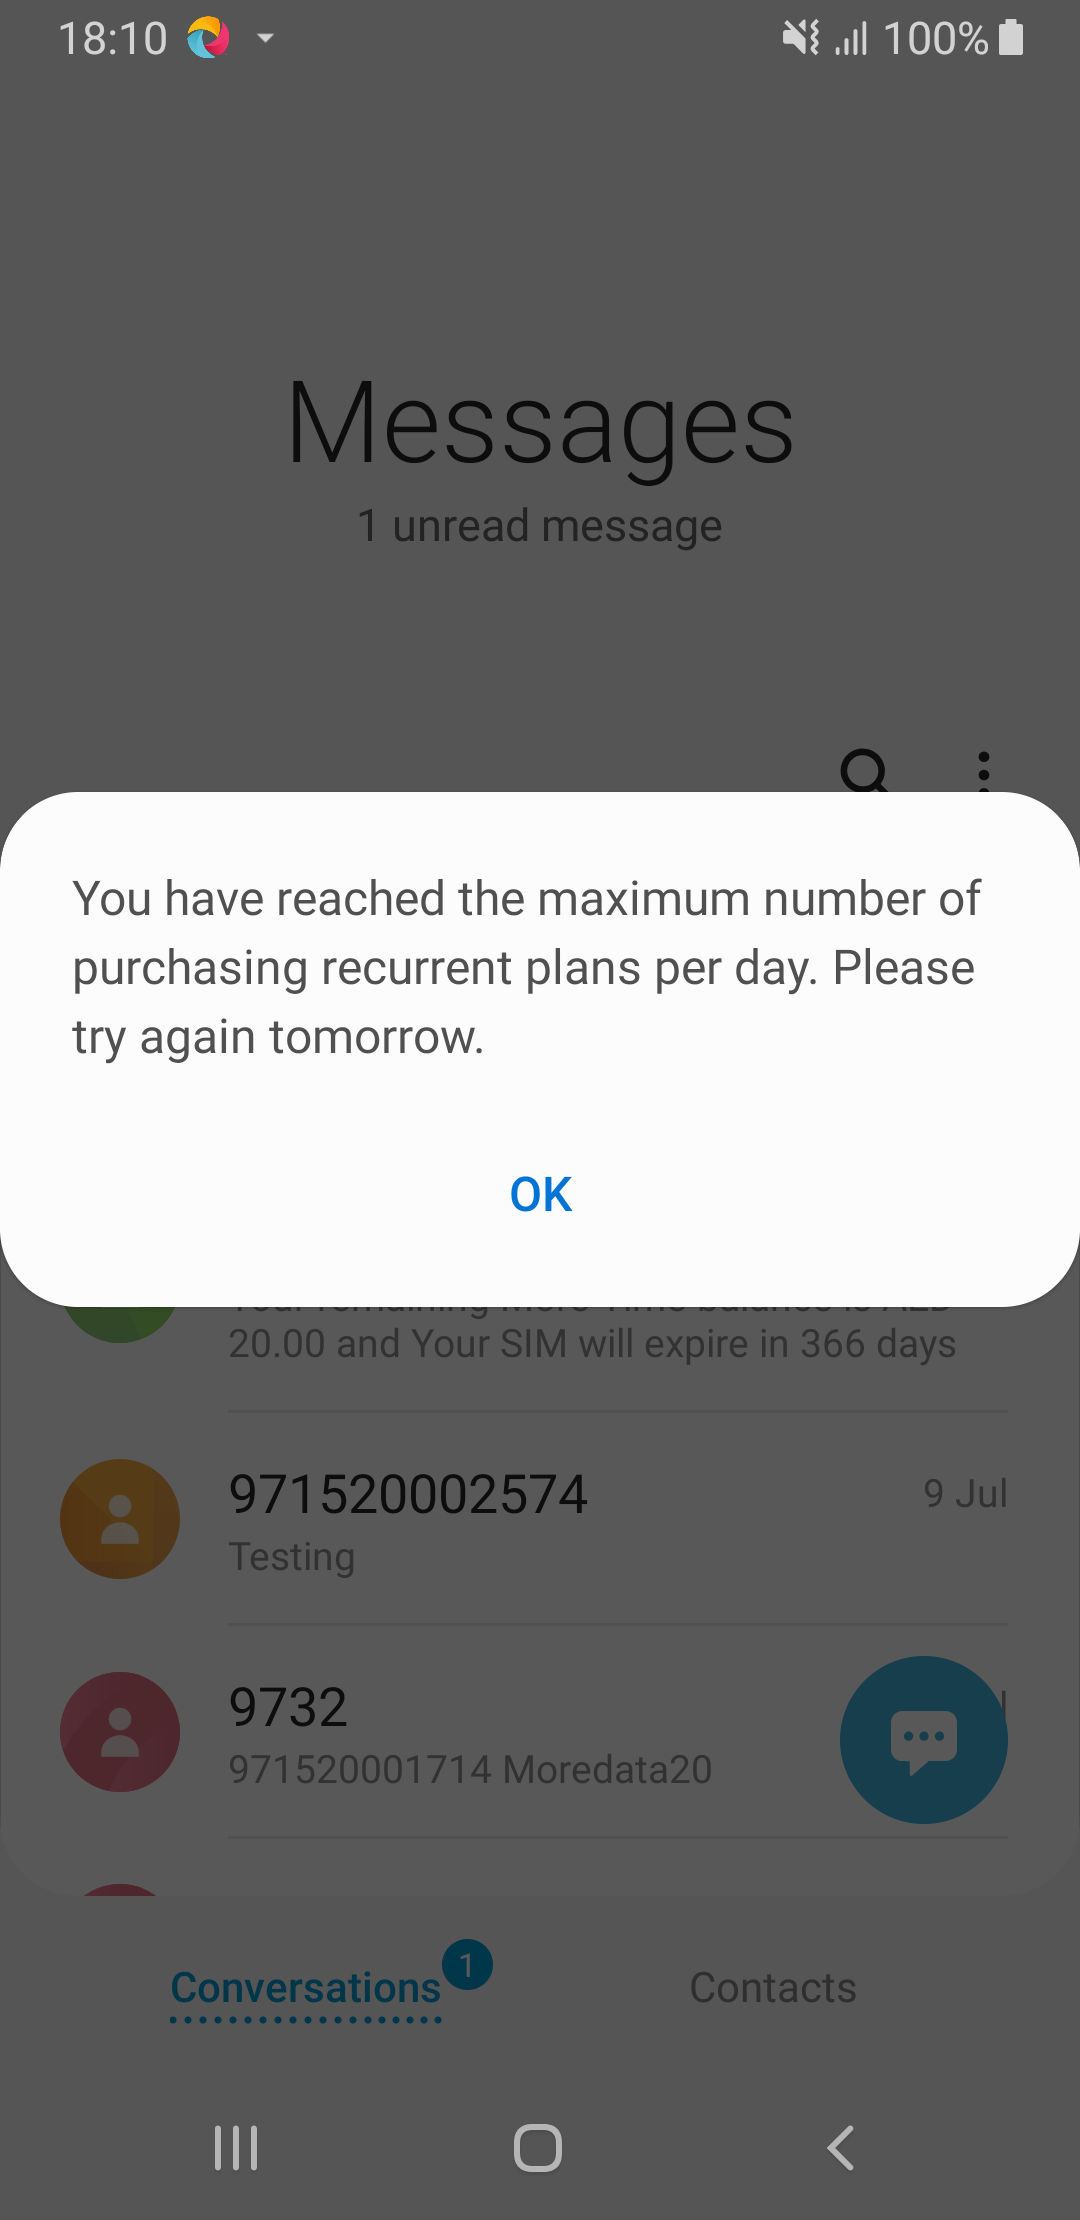 18:10
100%
Messages
1 unread message
You have reached the maximum number of
purchasing recurrent plans per day. Please
try again tomorrow.
OK
20.00 and Your SIM will expire in 366 days
971520002574
9 Jul
Testing
9732
971520001714 Moredata20
Conversations
1
Contacts